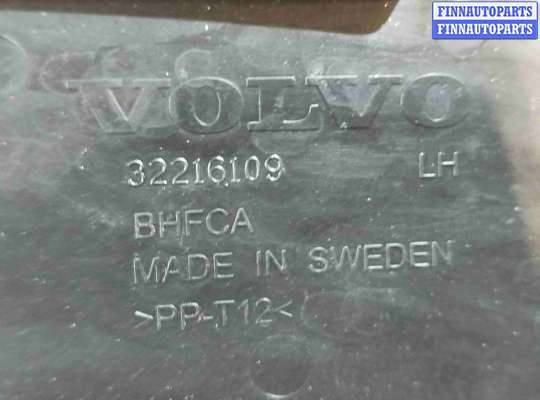 FINNAUTOPARTS
FINNAUTOPARTS
VOLVO
32216109 LH
BHFCA
MADE IN SWEDEN
>PP-T12<